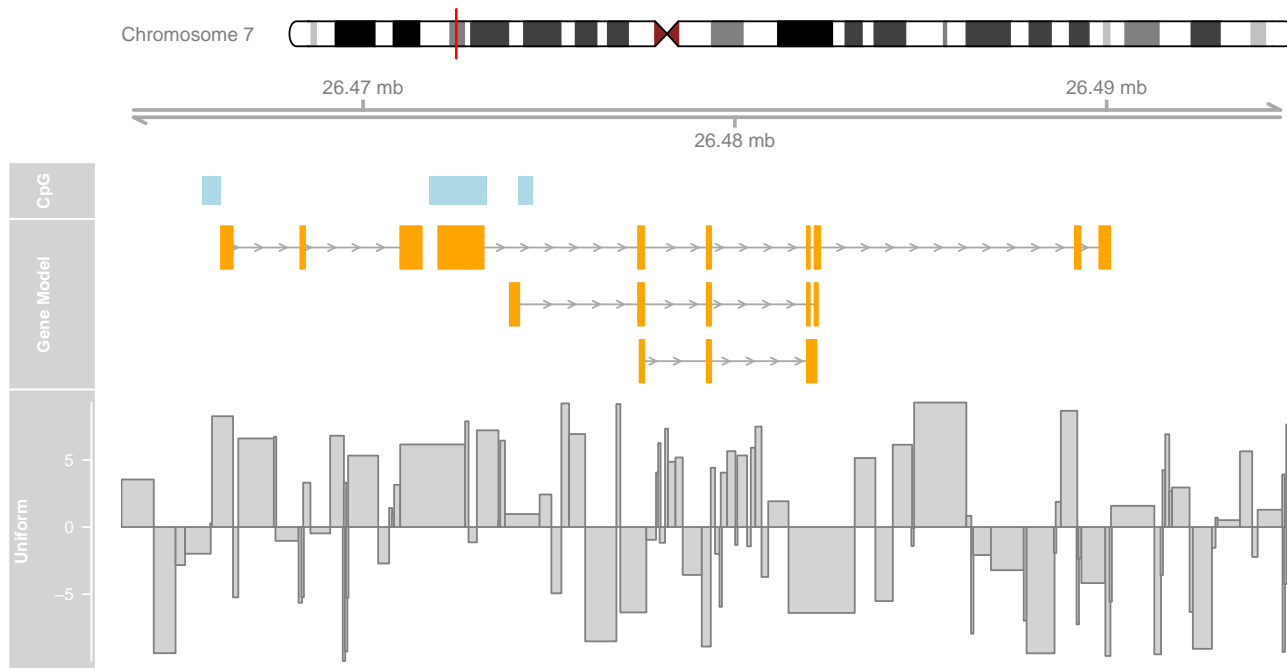 Chromosome 7
26.47 mb
26.49 mb
26.48 mb
CpG
Gene Model
Uniform
5
0
−5